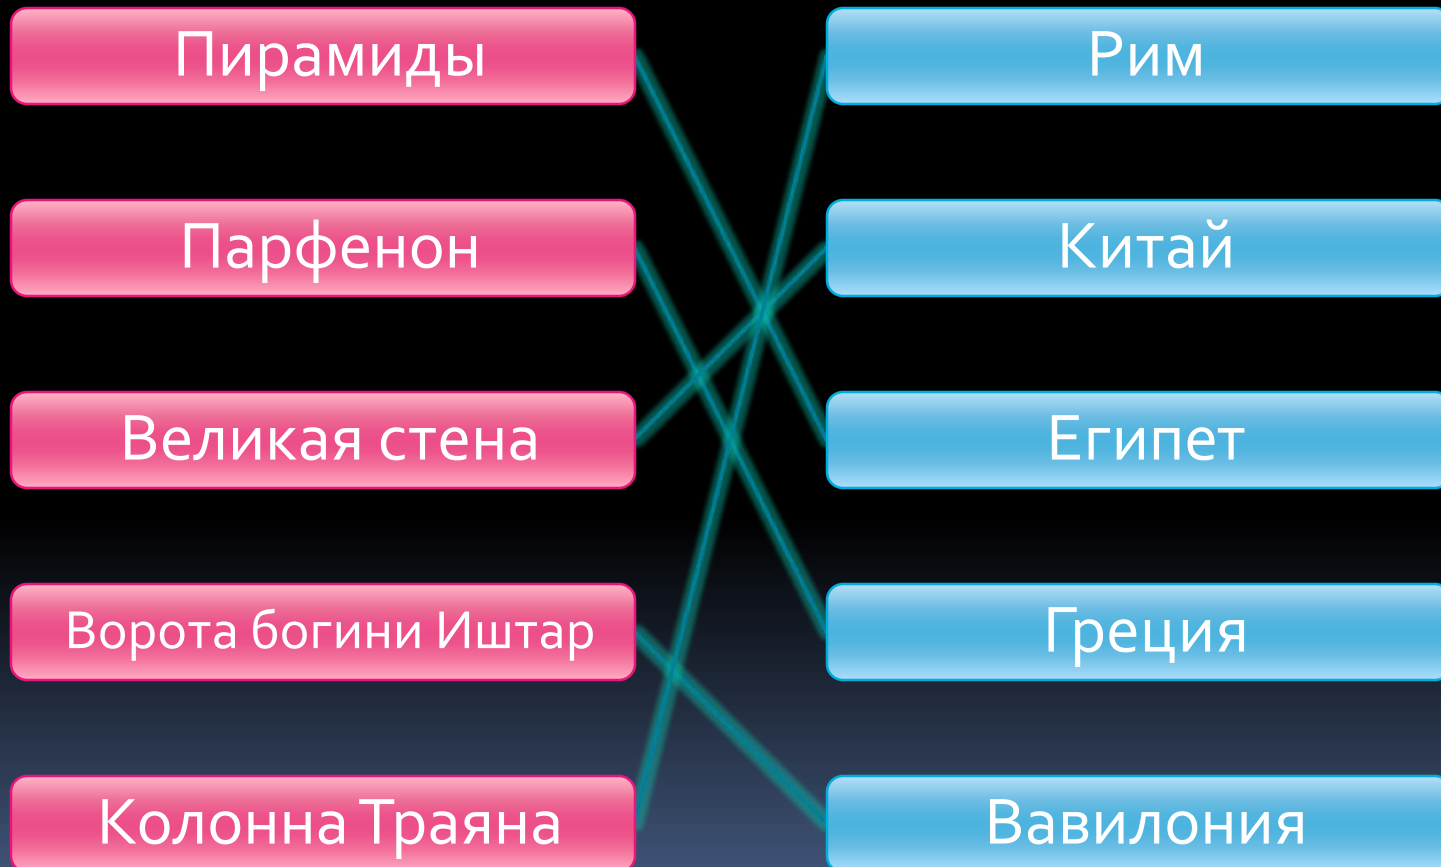 Пирамиды
Рим
Парфенон
Китай
Великая стена
Египет
Ворота богини Иштар
Греция
Колонна Траяна
Вавилония